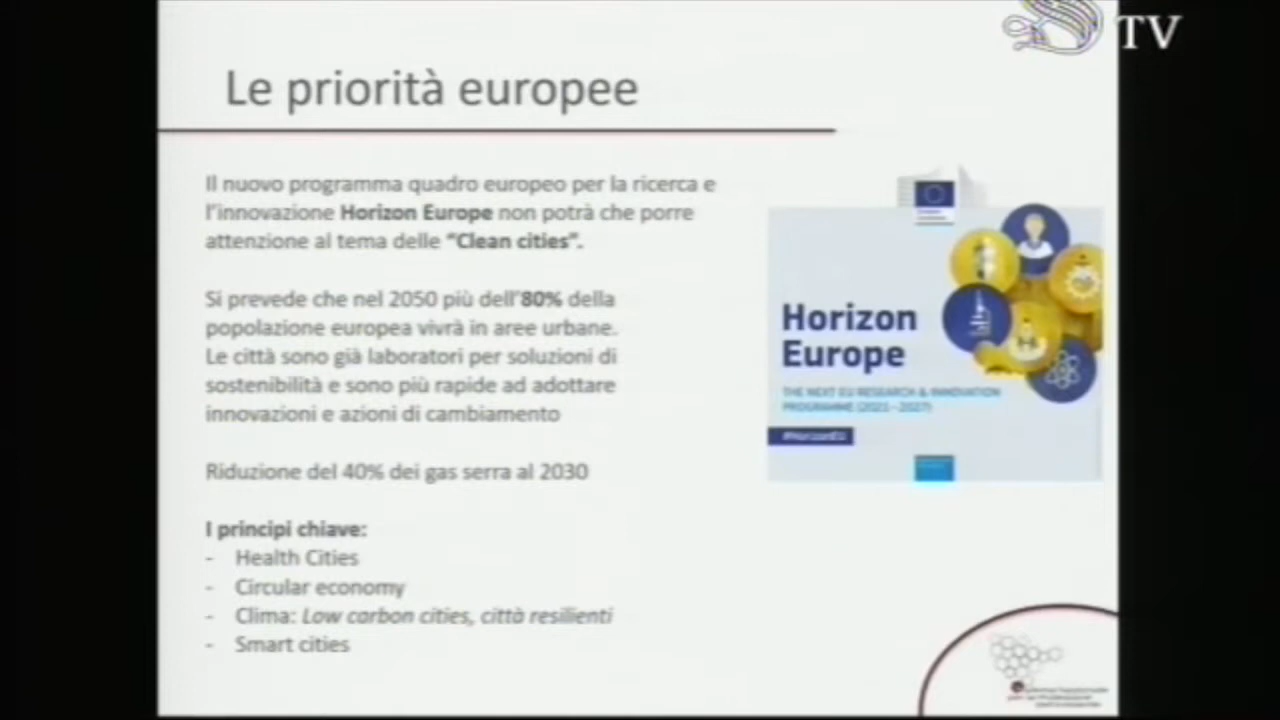 TV
Le priorità europee
Il nuovo programma quadro europeo per la ricerca e
l'innovazione Horizon Europe non potrà che porre
attenzione al tema delle "Clean cities".
Si prevede che nel 2050 più dell'80% della
popolazione europea vivrà in aree urbane.
Le città sono già laboratori per soluzioni di
sostenibilità e sono più rapide ad adottare
innovazioni e azioni di cambiamento
Riduzione del 40% dei gas serra al 2030
I principi chiave:
- Health Cities
- Circular economy
- Clima: Low carbon cities, città resilienti
- Smart cities
Horizon
Europe
THE NEXT EU RESEARCH & INNOVATION
PROGRAMME (2021 - 2027)
#HorizonEU